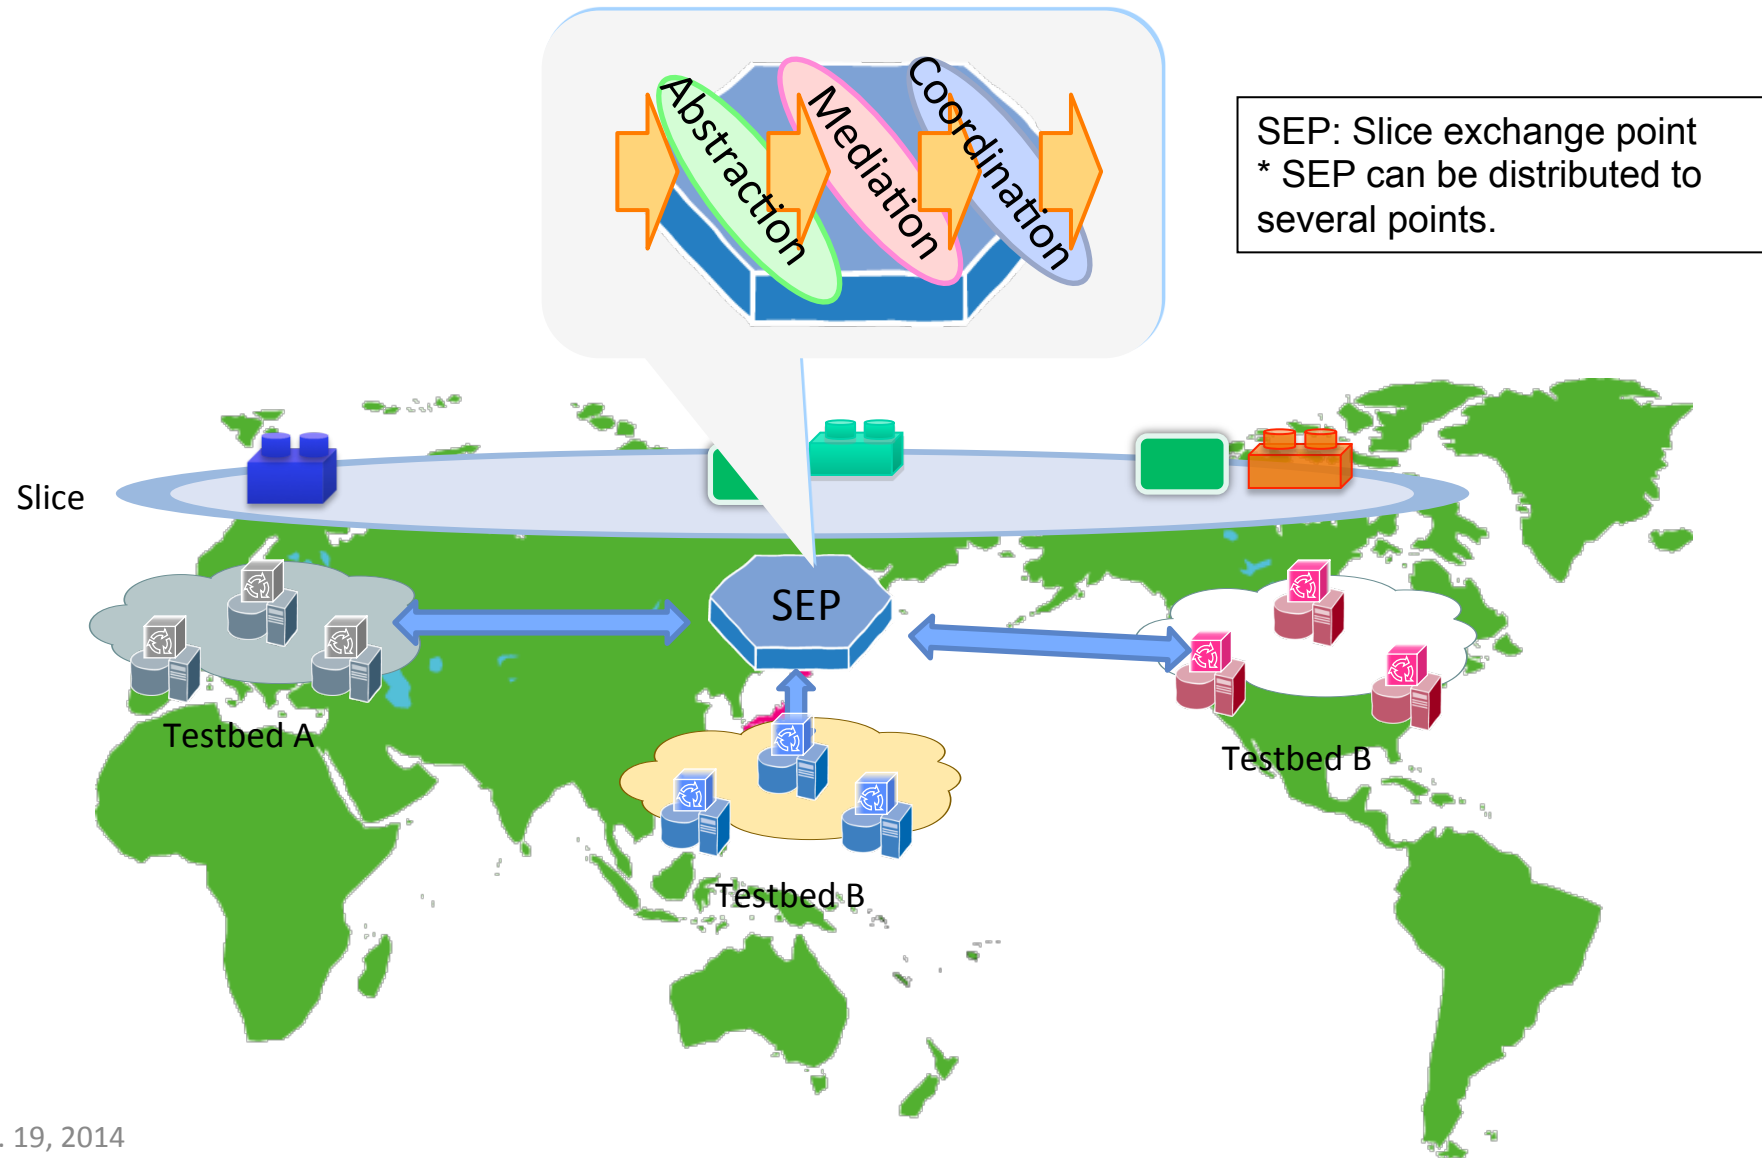 Abstraction
Mediation
Coordination
SEP: Slice exchange point
* SEP can be distributed to
several points.
Slice
SEP
Testbed A
Testbed B
Testbed B
. 19, 2014